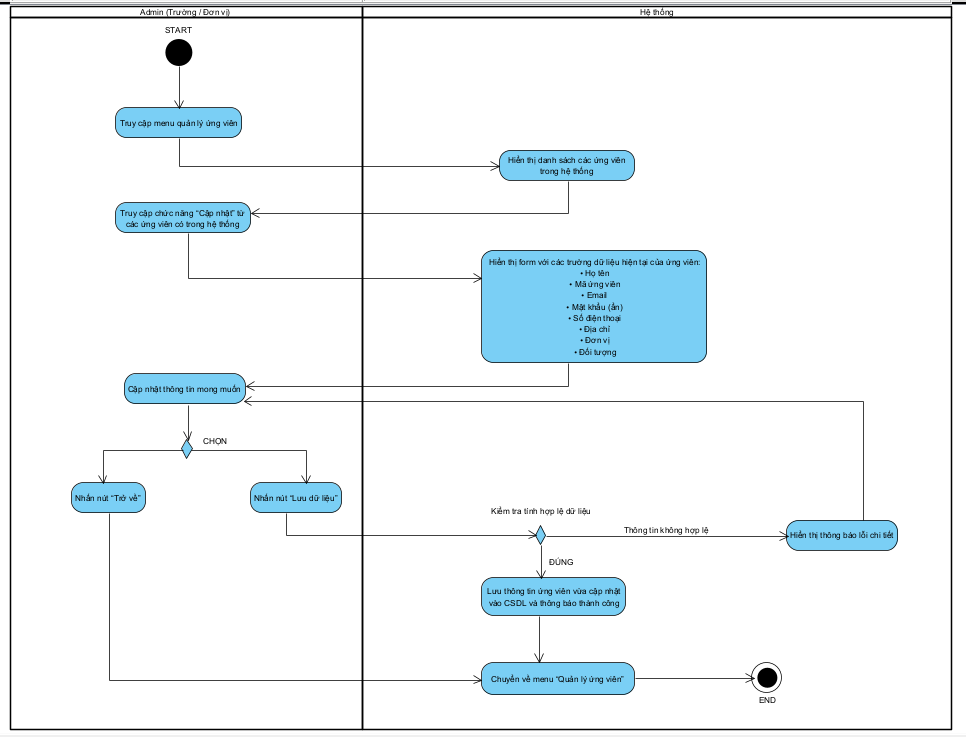 Admin (Trường / Đơn vị)
Hệ thống
START
Truy cập menu quản lý ứng viên
Hiển thị danh sách các ứng viên
trong hệ thống
Truy cập chức năng "Cập nhật" từ
các ứng viên có trong hệ thống
Hiển thị form với các trường dữ liệu hiện tại của ứng viên:
• Họ tên
• Mã ứng viên
• Email
• Mật khẩu (ẩn)
• Số điện thoại
• Địa chỉ
• Đơn vị
• Đối tượng
Cập nhật thông tin mong muốn
CHỌN
Nhấn nút "Trở về"
Nhấn nút "Lưu dữ liệu"
Kiểm tra tính hợp lệ dữ liệu
Thông tin không hợp lệ
Hiển thị thông báo lỗi chi tiết
ĐÚNG
Lưu thông tin ứng viên vừa cập nhật
vào CSDL và thông báo thành công
Chuyển về menu "Quản lý ứng viên"
END